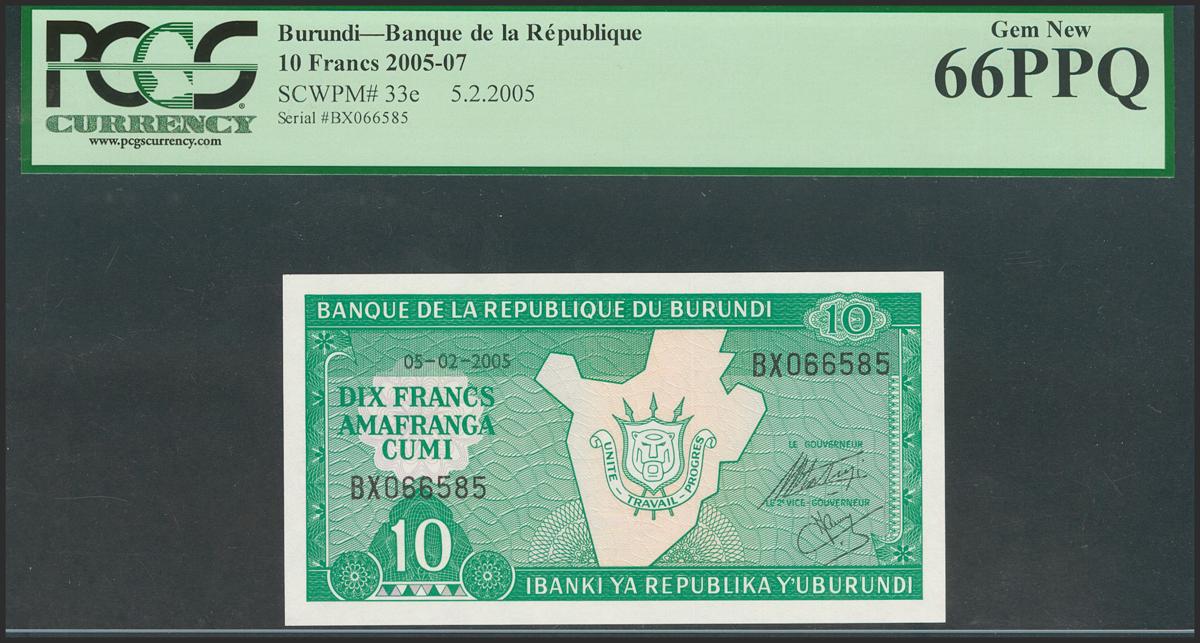 PCGS
CURRENCY
www.pcgscurrency.com
Burundi—Banque de la République
10 Francs 2005-07
SCWPM# 33e 5.2.2005
Serial #BX066585
Gem New
66PPQ
BANQUE DE LA REPUBLIQUE DU BURUNDI
10
05-02-2005
BX066585
DIX FRANCS
AMAFRANGA
CUMI
BX066585
UNITE - TRAVAIL - PROGRES
LE GOUVERNEUR
LE 2e VICE-GOUVERNEUR
10
IBANKI YA REPUBLIKA Y'UBURUNDI